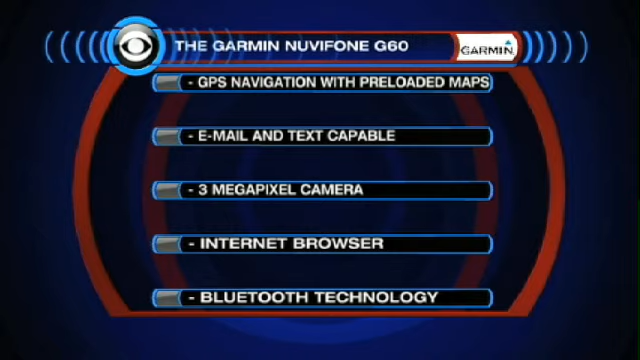 THE GARMIN NUVIFONE G60
GARMIN
- GPS NAVIGATION WITH PRELOADED MAPS
- E-MAIL AND TEXT CAPABLE
- 3 MEGAPIXEL CAMERA
- INTERNET BROWSER
- BLUETOOTH TECHNOLOGY